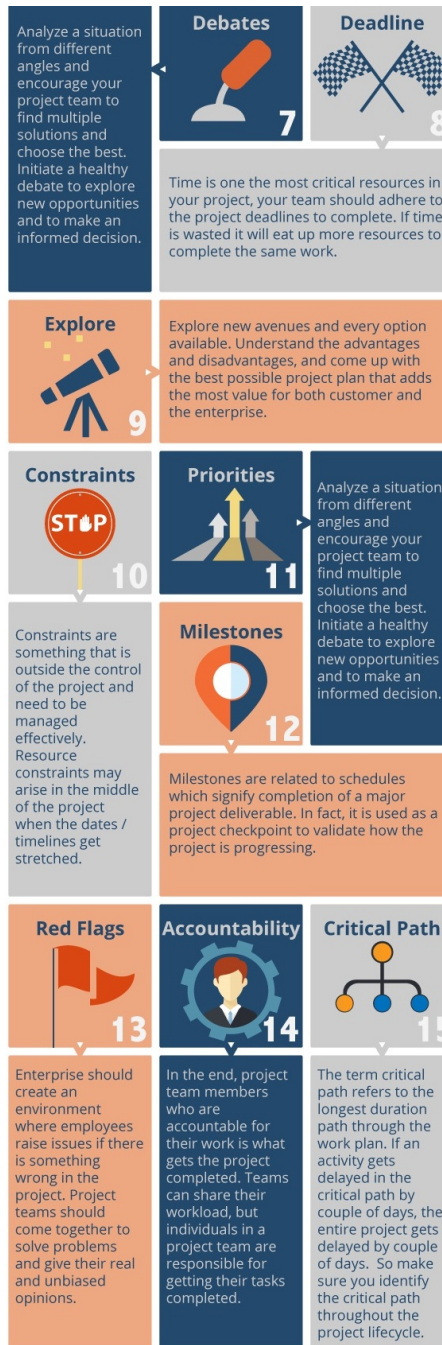 Debates
7
Analyze a situation
from different
angles and
encourage your
project team to
find multiple
solutions and
choose the best.
Initiate a healthy
debate to explore
new opportunities
and to make an
informed decision.
Deadline
8
Time is one the most critical resources in
your project, your team should adhere to
the project deadlines to complete. If time
is wasted it will eat up more resources to
complete the same work.
Explore
9
Explore new avenues and every option
available. Understand the advantages
and disadvantages, and come up with
the best possible project plan that adds
the most value for both customer and
the enterprise.
Constraints
STOP
10
Constraints are
something that is
outside the control
of the project and
need to be
managed
effectively.
Resource
constraints may
arise in the middle
of the project
when the dates /
timelines get
stretched.
Priorities
11
Analyze a situation
from different
angles and
encourage your
project team to
find multiple
solutions and
choose the best.
Initiate a healthy
debate to explore
new opportunities
and to make an
informed decision.
Milestones
12
Milestones are related to schedules
which signify completion of a major
project deliverable. In fact, it is used as a
project checkpoint to validate how the
project is progressing.
Red Flags
13
Enterprise should
create an
environment
where employees
raise issues if there
is something
wrong in the
project. Project
teams should
come together to
solve problems
and give their real
and unbiased
opinions.
Accountability
14
In the end, project
team members
who are
accountable for
their work is what
gets the project
completed. Teams
can share their
workload, but
individuals in a
project team are
responsible for
getting their tasks
completed.
Critical Path
15
The term critical
path refers to the
longest duration
path through the
work plan. If an
activity gets
delayed in the
critical path by
couple of days, the
entire project gets
delayed by couple
of days. So make
sure you identify
the critical path
throughout the
project lifecycle.